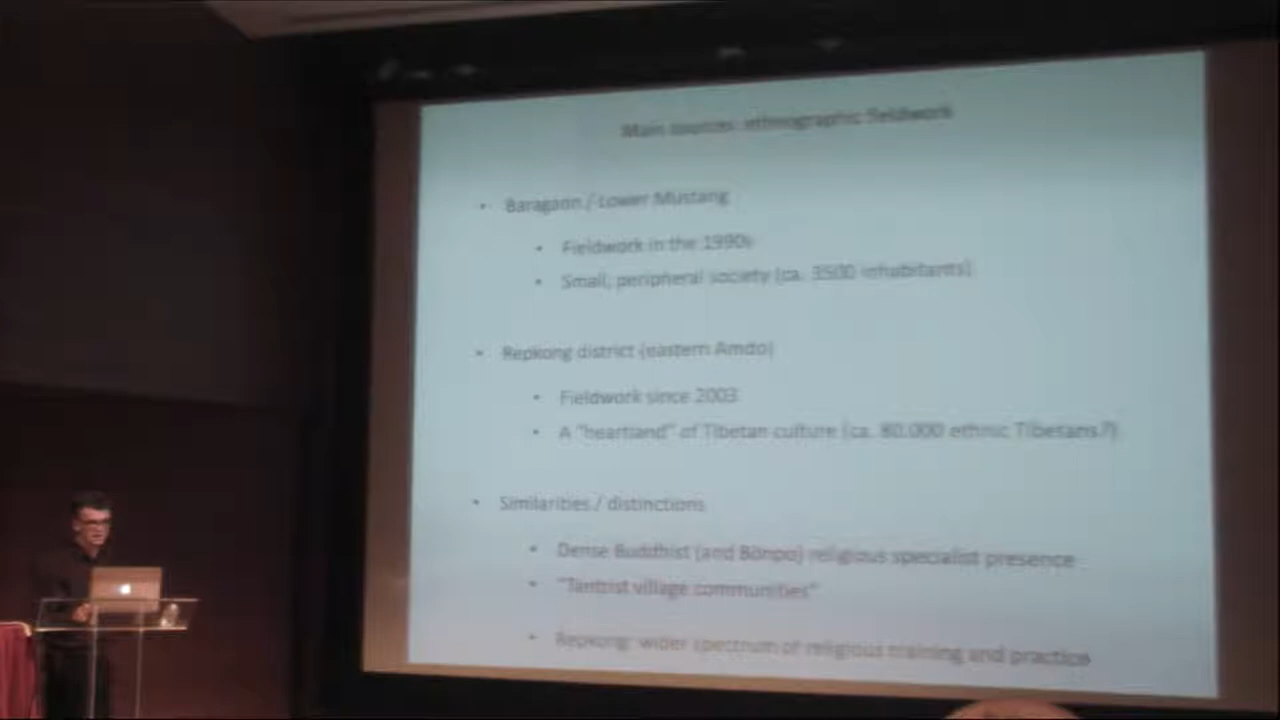 Main sources: ethnographic fieldwork
• Baragaon / Lower Mustang
• Fieldwork in the 1990s
• Small, peripheral society (ca. 3500 inhabitants)
• Repkong district (eastern Amdo)
• Fieldwork since 2003
• A "heartland" of Tibetan culture (ca. 80.000 ethnic Tibetans?)
• Similarities / distinctions
• Dense Buddhist (and Bönpo) religious specialist presence
• "Tantrist village communities"
• Repkong: wider spectrum of religious training and practice